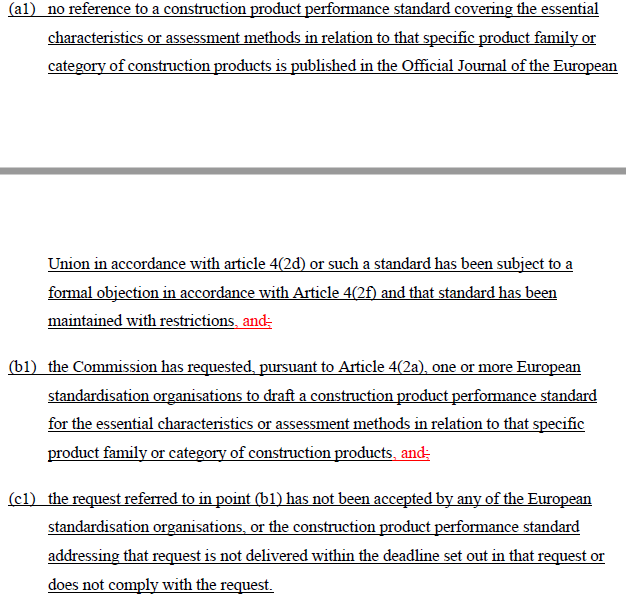 (a1) no reference to a construction product performance standard covering the essential
characteristics or assessment methods in relation to that specific product family or
category of construction products is published in the Official Journal of the European
Union in accordance with article 4(2d) or such a standard has been subject to a
formal objection in accordance with Article 4(2f) and that standard has been
maintained with restrictions, and;
(b1) the Commission has requested, pursuant to Article 4(2a), one or more European
standardisation organisations to draft a construction product performance standard
for the essential characteristics or assessment methods in relation to that specific
product family or category of construction products, and;
(c1) the request referred to in point (b1) has not been accepted by any of the European
standardisation organisations, or the construction product performance standard
addressing that request is not delivered within the deadline set out in that request or
does not comply with the request.